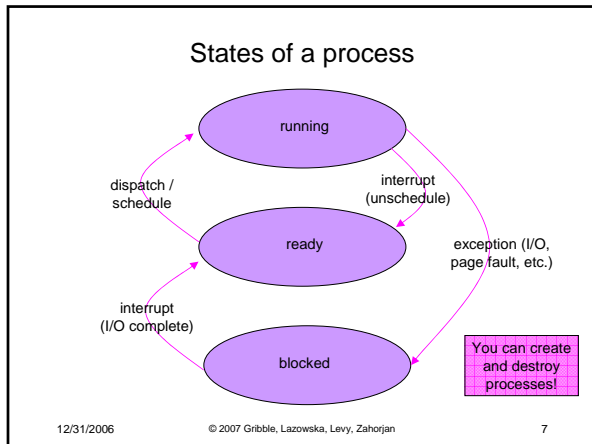 States of a process
running
dispatch /
schedule
interrupt
(unschedule)
ready
exception (I/O,
page fault, etc.)
interrupt
(I/O complete)
blocked
You can create
and destroy
processes!
12/31/2006
© 2007 Gribble, Lazowska, Levy, Zahorjan
7